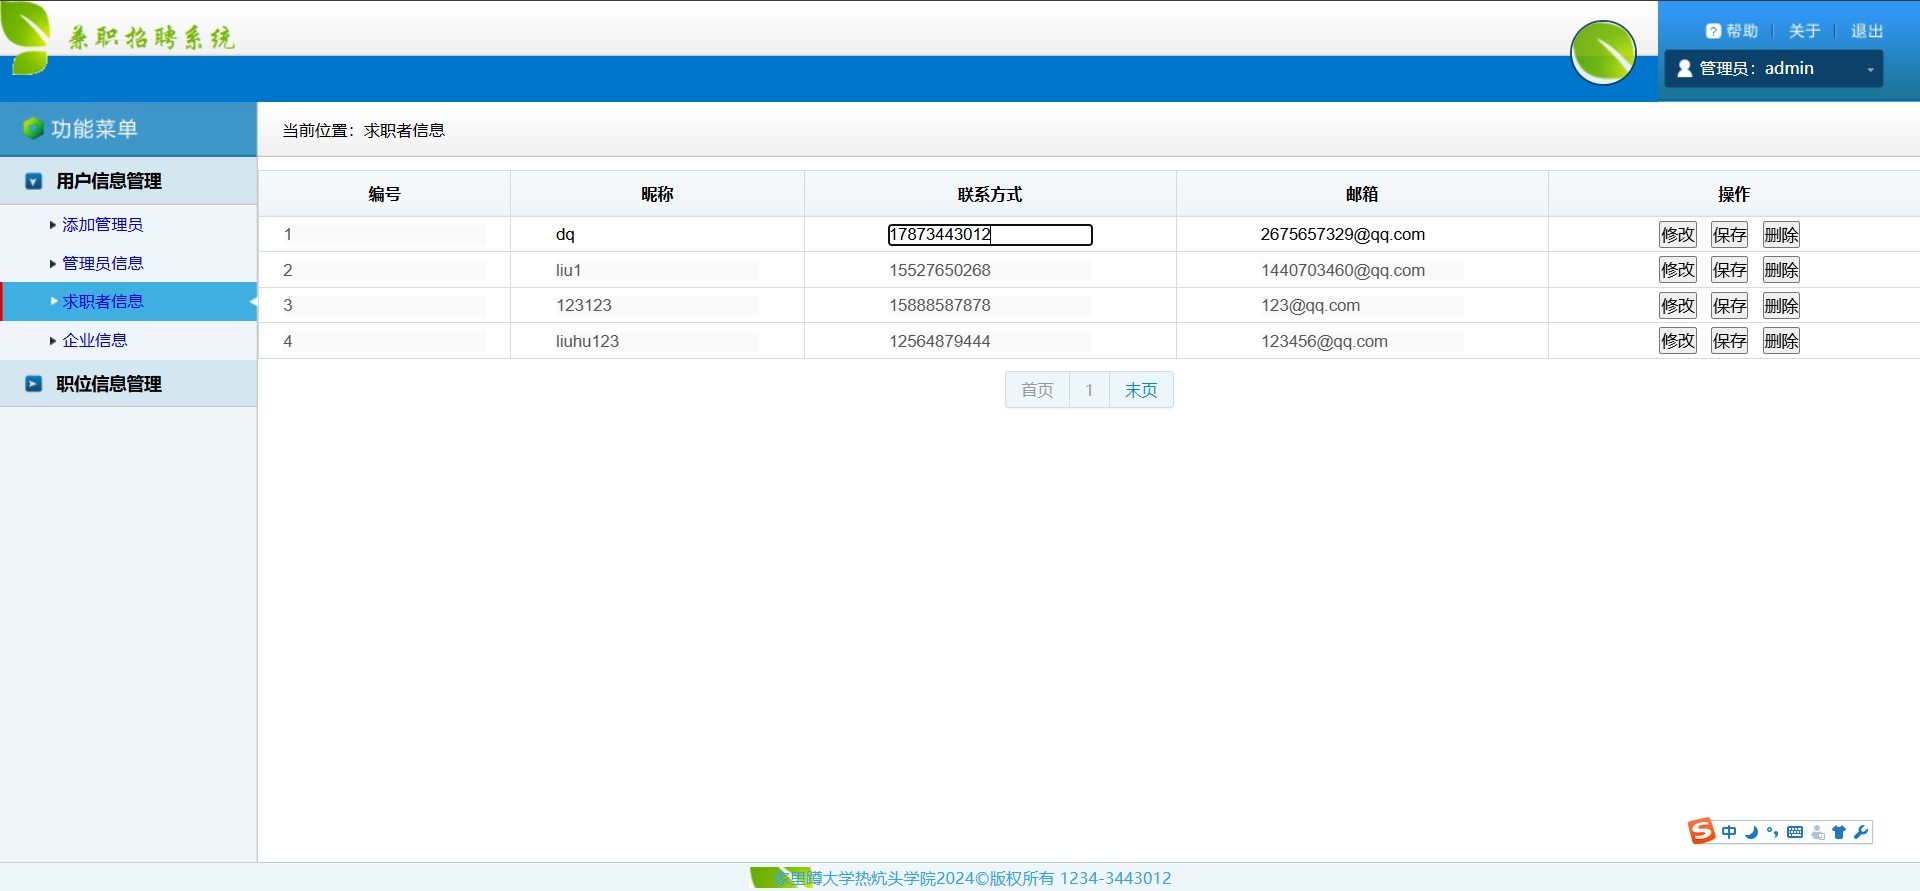 兼职招聘系统
帮助 关于 退出
管理员：admin
功能菜单
当前位置：求职者信息
用户信息管理
添加管理员
管理员信息
求职者信息
企业信息
职位信息管理
编号 昵称 联系方式 邮箱 操作
1 dq 17873443012 2675657329@qq.com 修改 保存 删除
2 liu1 15527650268 1440703460@qq.com 修改 保存 删除
3 123123 15888587878 123@qq.com 修改 保存 删除
4 liuhu123 12564879444 123456@qq.com 修改 保存 删除
首页 1 末页
S 中
家里蹲大学热炕头学院2024©版权所有 1234-3443012